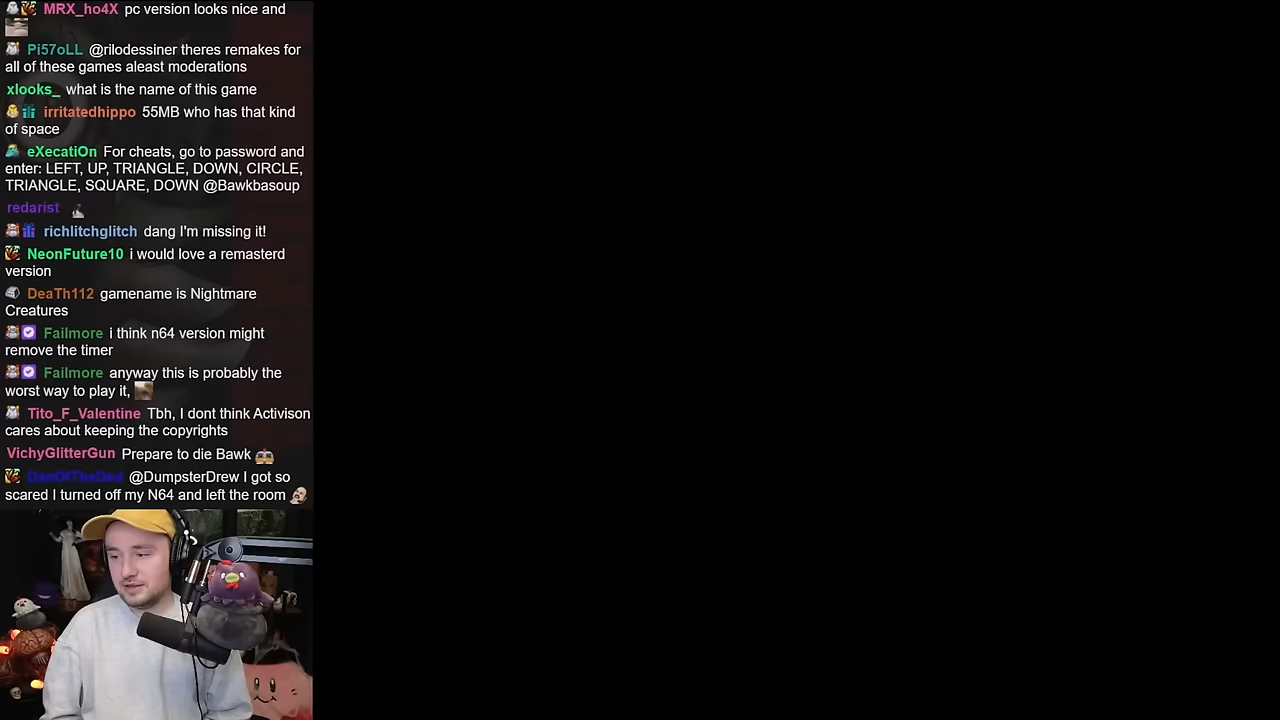 MRX_ho4X pc version looks nice and
Pi57oLL @rilodessiner theres remakes for
all of these games aleast moderations
xlooks_ what is the name of this game
irritatedhippo 55MB who has that kind
of space
eXecatiOn For cheats, go to password and
enter: LEFT, UP, TRIANGLE, DOWN, CIRCLE,
TRIANGLE, SQUARE, DOWN @Bawkbasoup
redarist
richlitchglitch dang I'm missing it!
NeonFuture10 i would love a remasterd
version
DeaTh112 gamename is Nightmare
Creatures
Failmore i think n64 version might
remove the timer
Failmore anyway this is probably the
worst way to play it,
Tito_F_Valentine Tbh, I dont think Activison
cares about keeping the copyrights
VichyGlitterGun Prepare to die Bawk
DanOfTheDed @DumpsterDrew I got so
scared I turned off my N64 and left the room